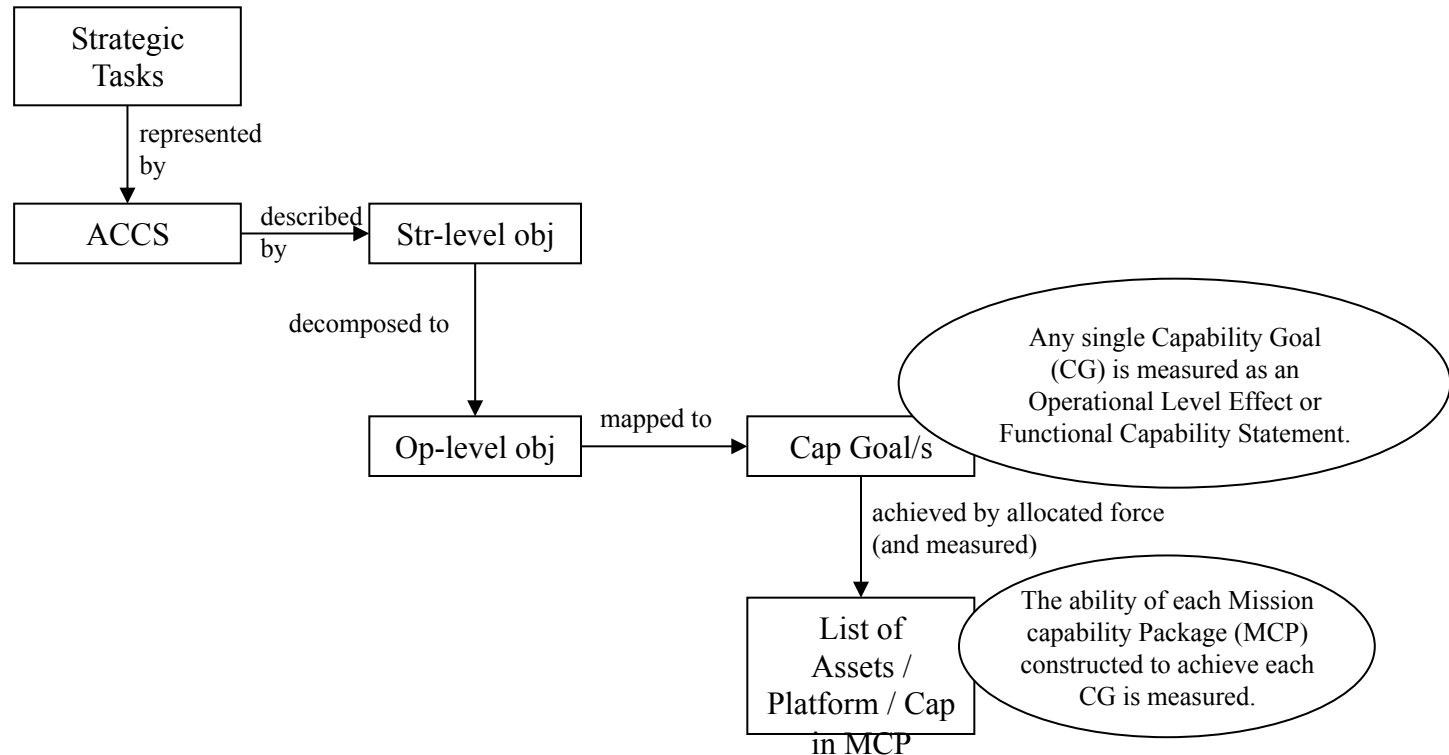 Strategic
Tasks
represented
by
ACCS
described
by
Str-level obj
decomposed to
Op-level obj
mapped to
Cap Goal/s
Any single Capability Goal
(CG) is measured as an
Operational Level Effect or
Functional Capability Statement.
achieved by allocated force
(and measured)
List of
Assets /
Platform / Cap
in MCP
The ability of each Mission
capability Package (MCP)
constructed to achieve each
CG is measured.